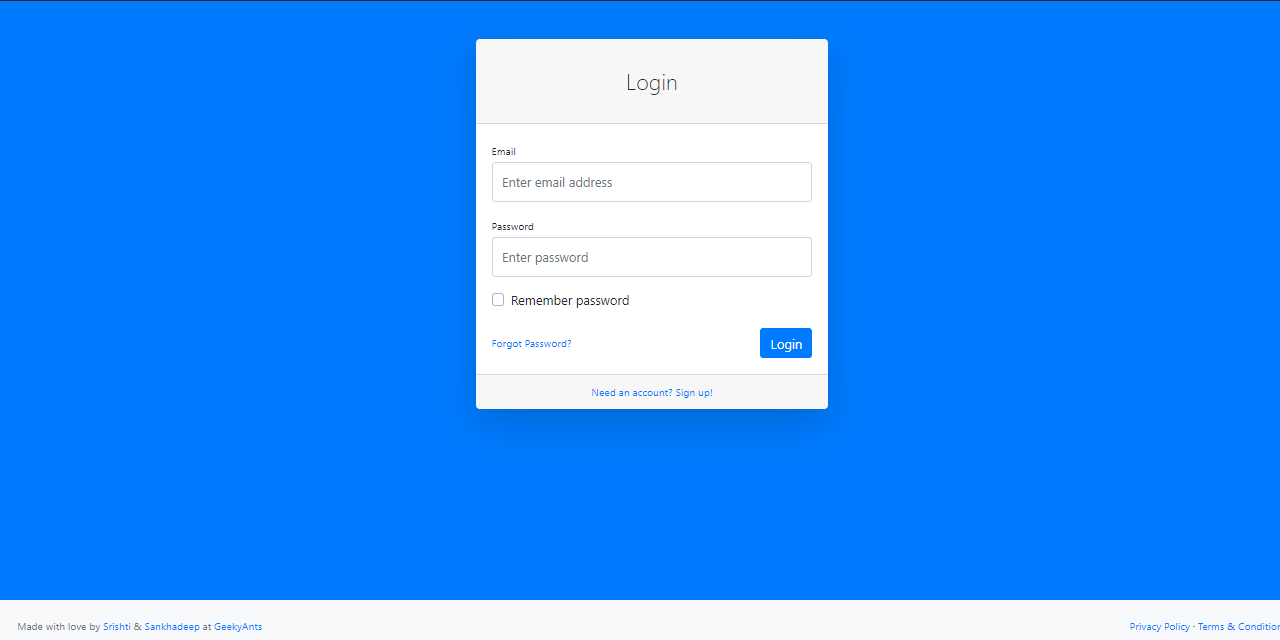 Login
Email
Enter email address
Password
Enter password
Remember password
Forgot Password?
Login
Need an account? Sign up!
Made with love by Srishti & Sankhadeep at GeekyAnts
Privacy Policy · Terms & Condition